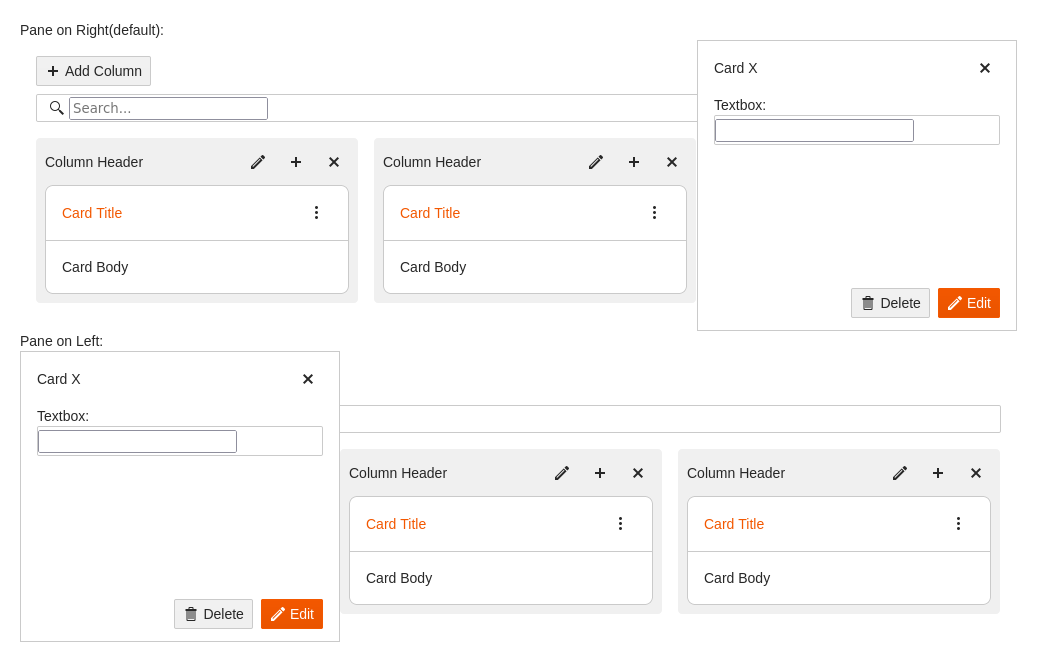 Pane on Right(default):
Add Column
Search...
Column Header
Card Title
Card Body
Column Header
Card Title
Card Body
Card X
Textbox:
Delete
Edit
Pane on Left:
Card X
Textbox:
Delete
Edit
Column Header
Card Title
Card Body
Column Header
Card Title
Card Body